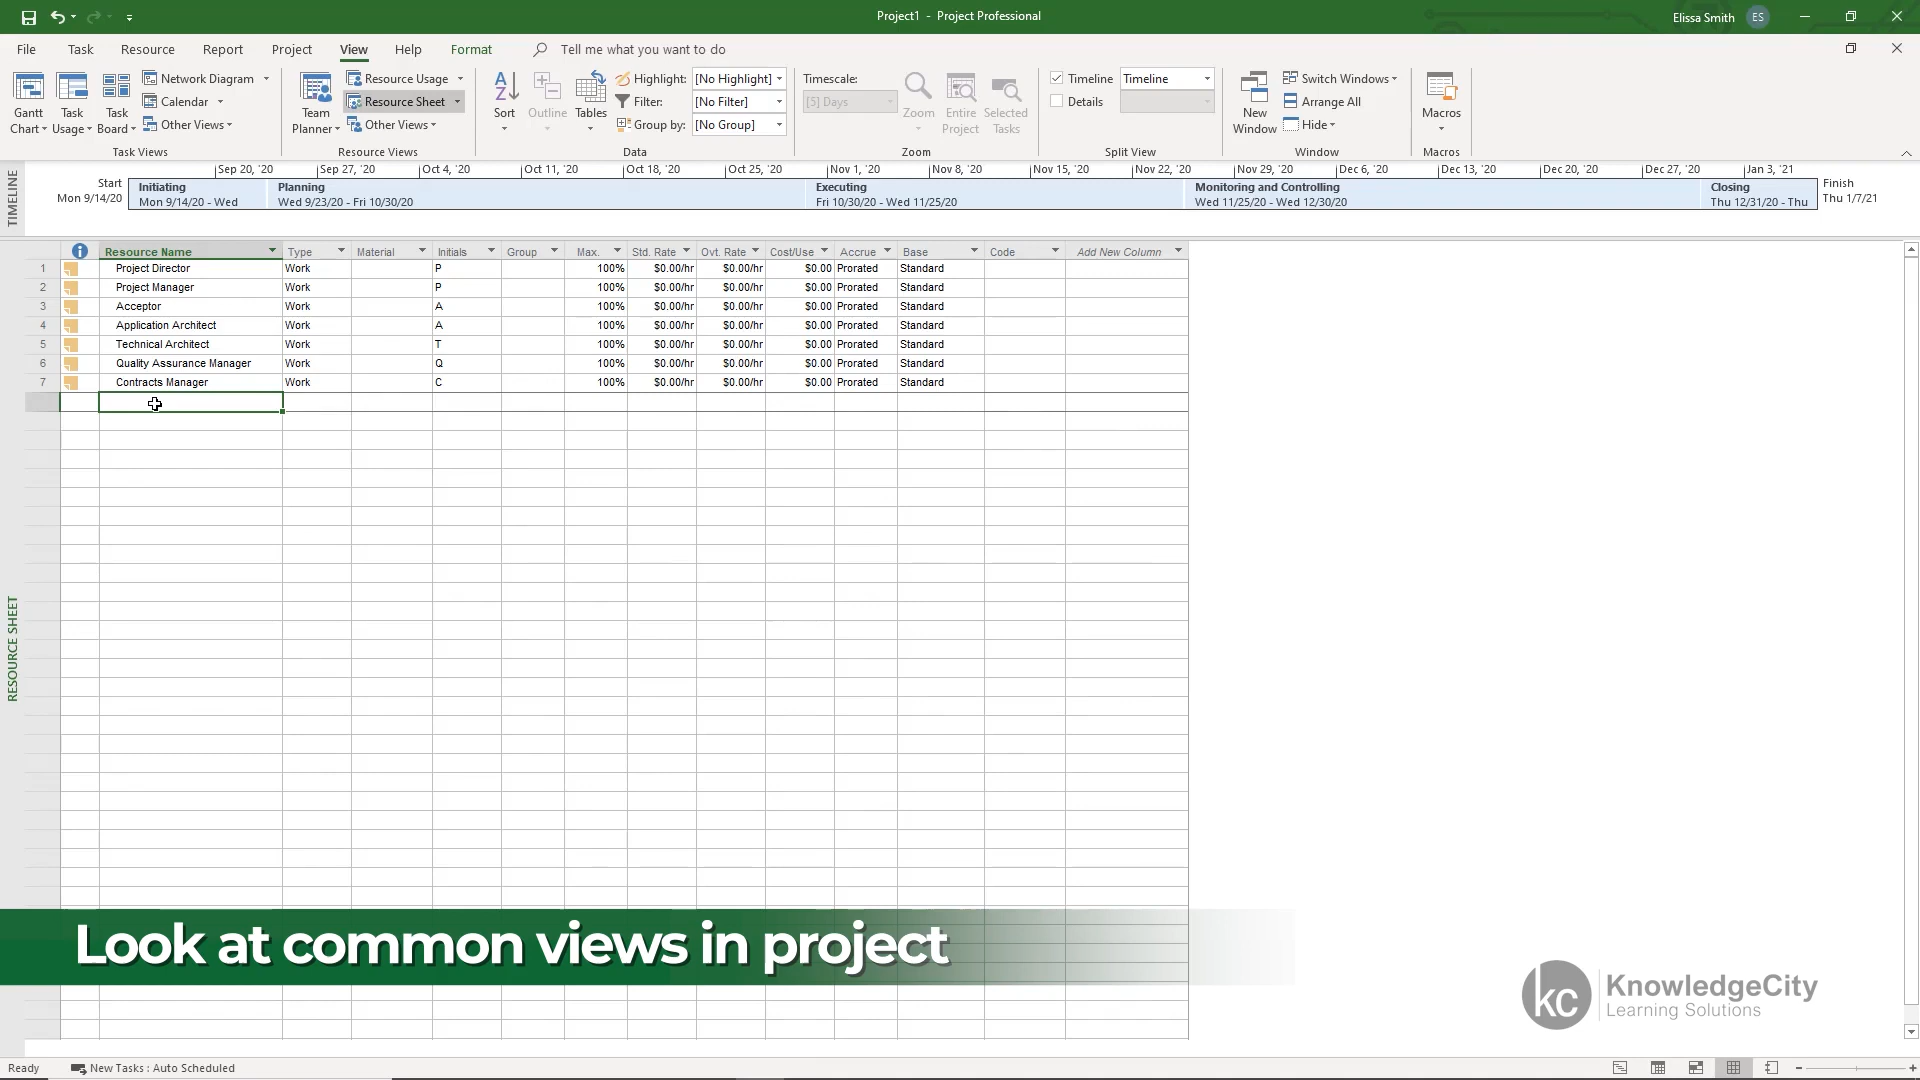 Project1 - Project Professional
Elissa Smith ES
File Task Resource Report Project View Help Format Tell me what you want to do
Gantt Chart
Task Usage
Task Board
Network Diagram
Calendar
Other Views
Task Views
Team Planner
Resource Usage
Resource Sheet
Other Views
Resource Views
A Z
Sort
Outline
Tables
Highlight: [No Highlight]
Filter: [No Filter]
Group by: [No Group]
Data
Timescale:
[5] Days
Zoom
Entire Project
Selected Tasks
Zoom
Timeline Timeline
Details
Split View
New Window
Switch Windows
Arrange All
Hide
Window
Macros
Macros
TIMELINE
Sep 20, '20 Sep 27, '20 Oct 4, '20 Oct 11, '20 Oct 18, '20 Oct 25, '20 Nov 1, '20 Nov 8, '20 Nov 15, '20 Nov 22, '20 Nov 29, '20 Dec 6, '20 Dec 13, '20 Dec 20, '20 Dec 27, '20 Jan 3, '21
Start
Mon 9/14/20
Initiating
Mon 9/14/20 - Wed
Planning
Wed 9/23/20 - Fri 10/30/20
Executing
Fri 10/30/20 - Wed 11/25/20
Monitoring and Controlling
Wed 11/25/20 - Wed 12/30/20
Closing
Thu 12/31/20 - Thu
Finish
Thu 1/7/21
Resource Name Type Material Initials Group Max. Std. Rate Ovt. Rate Cost/Use Accrue Base Code Add New Column
1 Project Director Work P 100% $0.00/hr $0.00/hr $0.00 Prorated Standard
2 Project Manager Work P 100% $0.00/hr $0.00/hr $0.00 Prorated Standard
3 Acceptor Work A 100% $0.00/hr $0.00/hr $0.00 Prorated Standard
4 Application Architect Work A 100% $0.00/hr $0.00/hr $0.00 Prorated Standard
5 Technical Architect Work T 100% $0.00/hr $0.00/hr $0.00 Prorated Standard
6 Quality Assurance Manager Work Q 100% $0.00/hr $0.00/hr $0.00 Prorated Standard
7 Contracts Manager Work C 100% $0.00/hr $0.00/hr $0.00 Prorated Standard
RESOURCE SHEET
Look at common views in project
kc KnowledgeCity
Learning Solutions
Ready New Tasks : Auto Scheduled